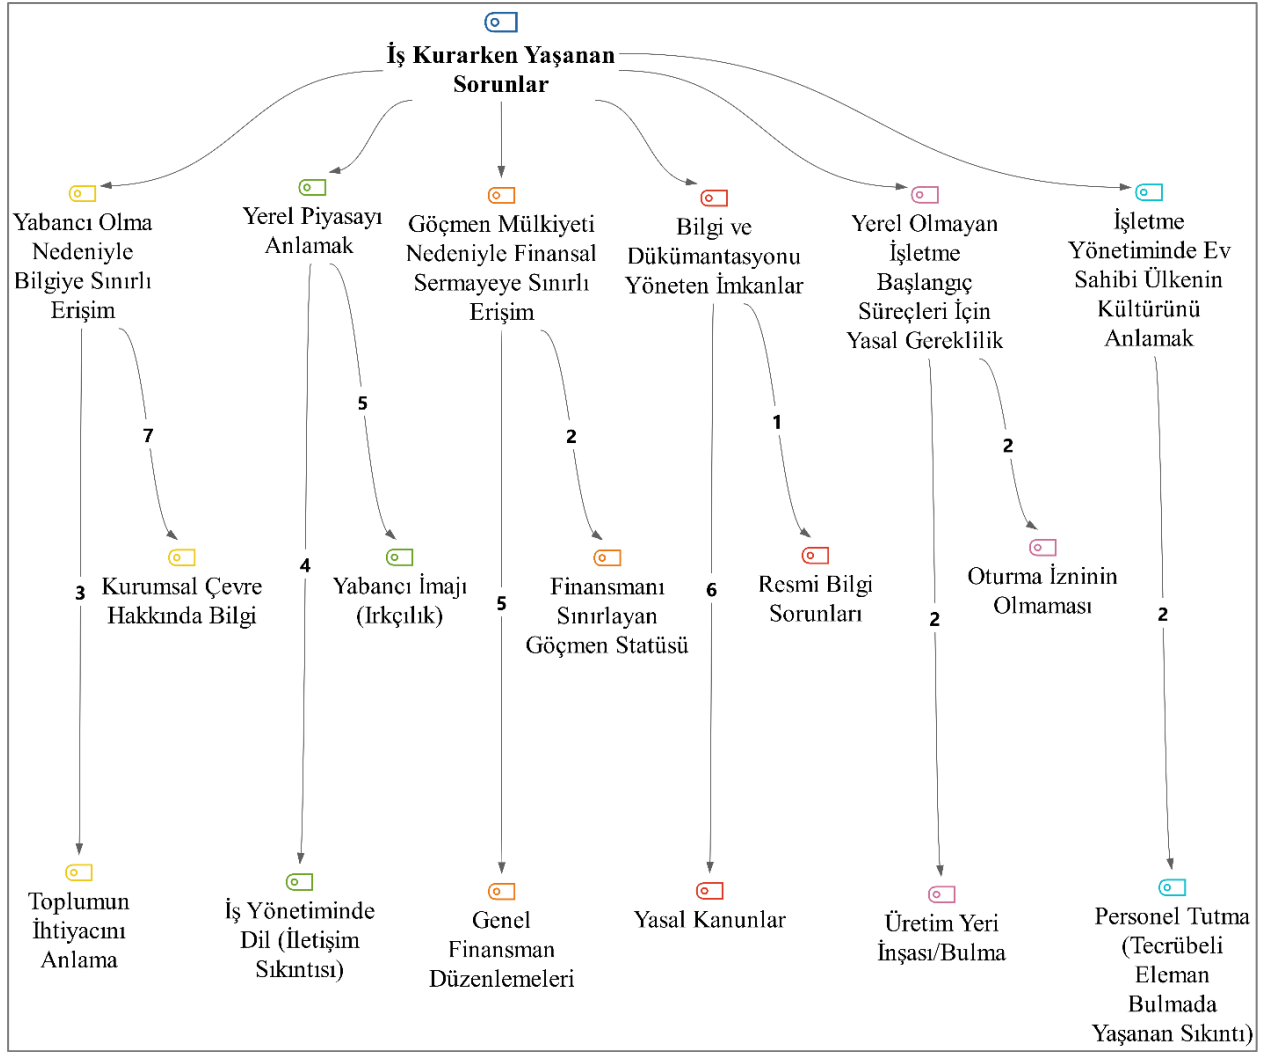 İş Kurarken Yaşanan
Sorunlar
Yabancı Olma
Nedeniyle
Bilgiye Sınırlı
Erişim
Yerel Piyasayı
Anlamak
Göçmen Mülkiyeti
Nedeniyle Finansal
Sermayeye Sınırlı
Erişim
Bilgi ve
Dükümantasyonu
Yöneten İmkanlar
Yerel Olmayan
İşletme
Başlangıç
Süreçleri İçin
Yasal Gereklilik
İşletme
Yönetiminde Ev
Sahibi Ülkenin
Kültürünü
Anlamak
7
5
2
1
2
3
4
5
6
2
2
Kurumsal Çevre
Hakkında Bilgi
Yabancı İmajı
(Irkçılık)
Finansmanı
Sınırlayan
Göçmen Statüsü
Resmi Bilgi
Sorunları
Oturma İzninin
Olmaması
Toplumun
İhtiyacını
Anlama
İş Yönetiminde
Dil (İletişim
Sıkıntısı)
Genel
Finansman
Düzenlemeleri
Yasal Kanunlar
Üretim Yeri
İnşası/Bulma
Personel Tutma
(Tecrübeli
Eleman
Bulmada
Yaşanan Sıkıntı)